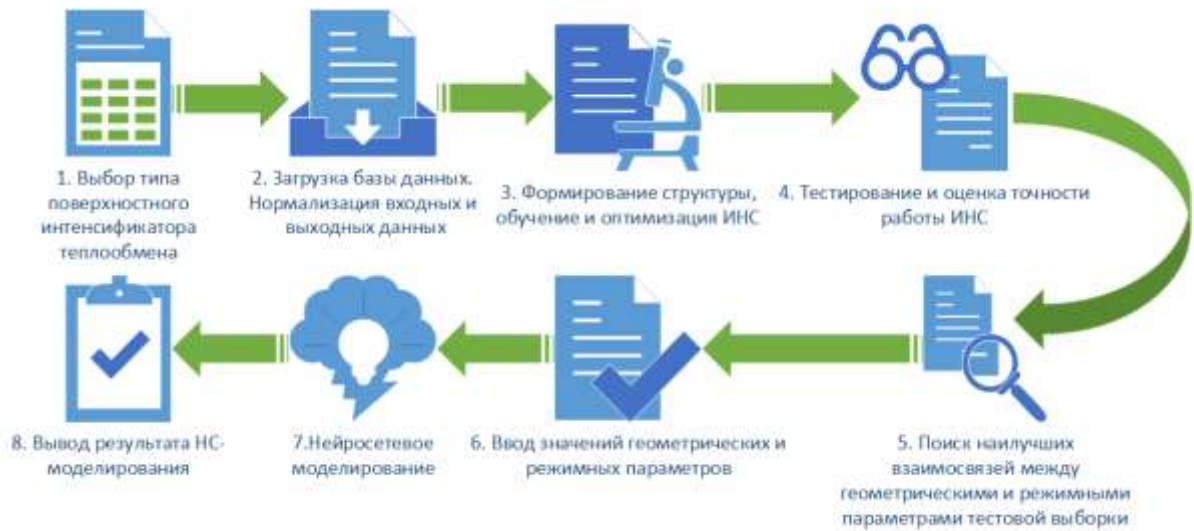 1. Выбор типа
поверхностного
интенсификатора
теплообмена
2. Загрузка базы данных.
Нормализация входных и
выходных данных
3. Формирование структуры,
обучение и оптимизация ИНС
4. Тестирование и оценка точности
работы ИНС
5. Поиск наилучших
взаимосвязей между
геометрическими и режимными
параметрами тестовой выборки
6. Ввод значений геометрических и
режимных параметров
7.Нейросетевое
моделирование
8. Вывод результата НС-
моделирования